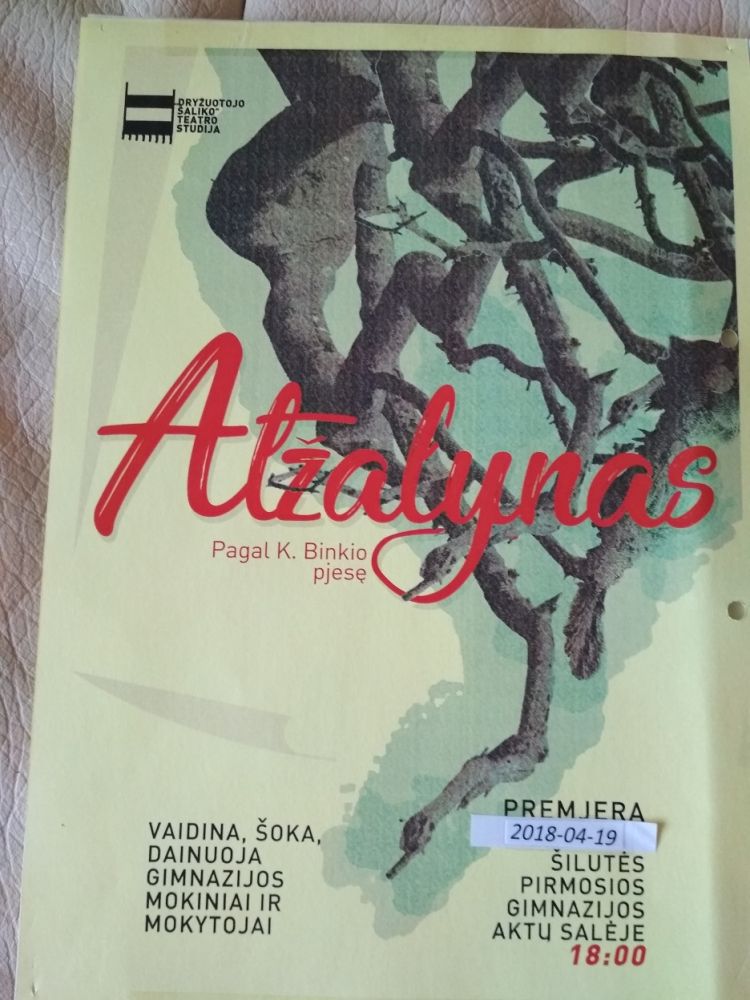 DRYŽUOTOJO
ŠALIKO"
TEATRO
STUDIJA
Atžalynas
Pagal K. Binkio
pjesę
VAIDINA, ŠOKA,
DAINUOJA
GIMNAZIJOS
MOKINIAI IR
MOKYTOJAI
PREMJERA
2018-04-19
ŠILUTĖS
PIRMOSIOS
GIMNAZIJOS
AKTŲ SALĖJE
18:00